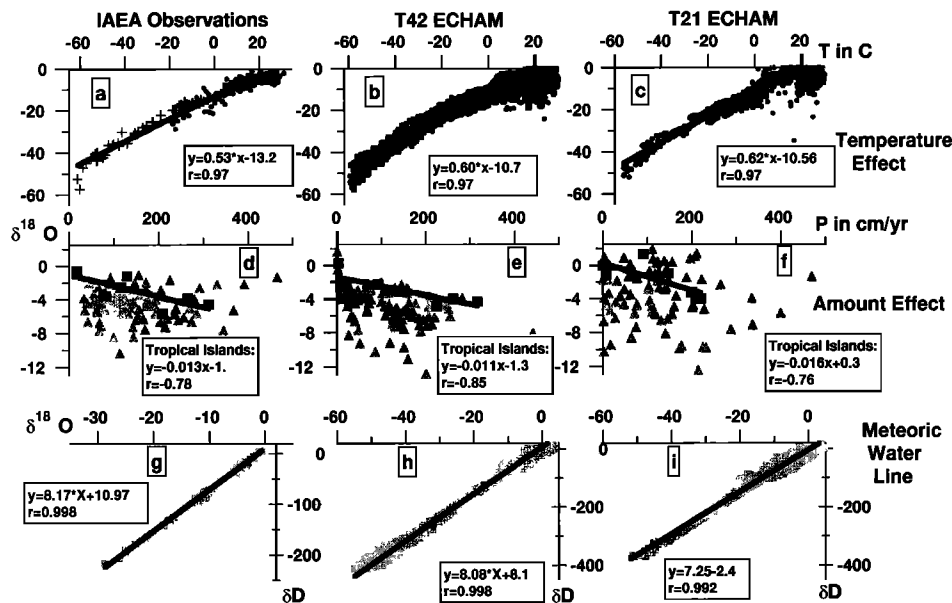 IAEA Observations T42 ECHAM T21 ECHAM
-60 -40 -20 0 20 -60 -40 -20 0 20 -60 -40 -20 0 20 T in C
0 0 0
a b c
-20 -20 -20
-40 -40 -40
-60 -60 -60
y=0.53*x-13.2
r=0.97
y=0.60*x-10.7
r=0.97
y=0.62*x-10.56
r=0.97
Temperature
Effect
δ18 O
0 200 400 0 200 400 0 200 400 P in cm/yr
0 0 0
d e f
-4 -4 -4
-8 -8 -8
-12 -12 -12
Amount Effect
Tropical Islands:
y=-0.013x-1.
r=-0.78
Tropical Islands:
y=-0.011x-1.3
r=-0.85
Tropical Islands:
y=-0.016x+0.3
r=-0.76
δ18 O
-30 -20 -10 0 -60 -40 -20 0 -60 -40 -20 0
g h i
Meteoric
Water
Line
0 0 0
-100 -200 -200
-200 -400 -400
y=8.17*X+10.97
r=0.998
y=8.08*X+8.1
r=0.998
y=7.25-2.4
r=0.992
δD δD δD